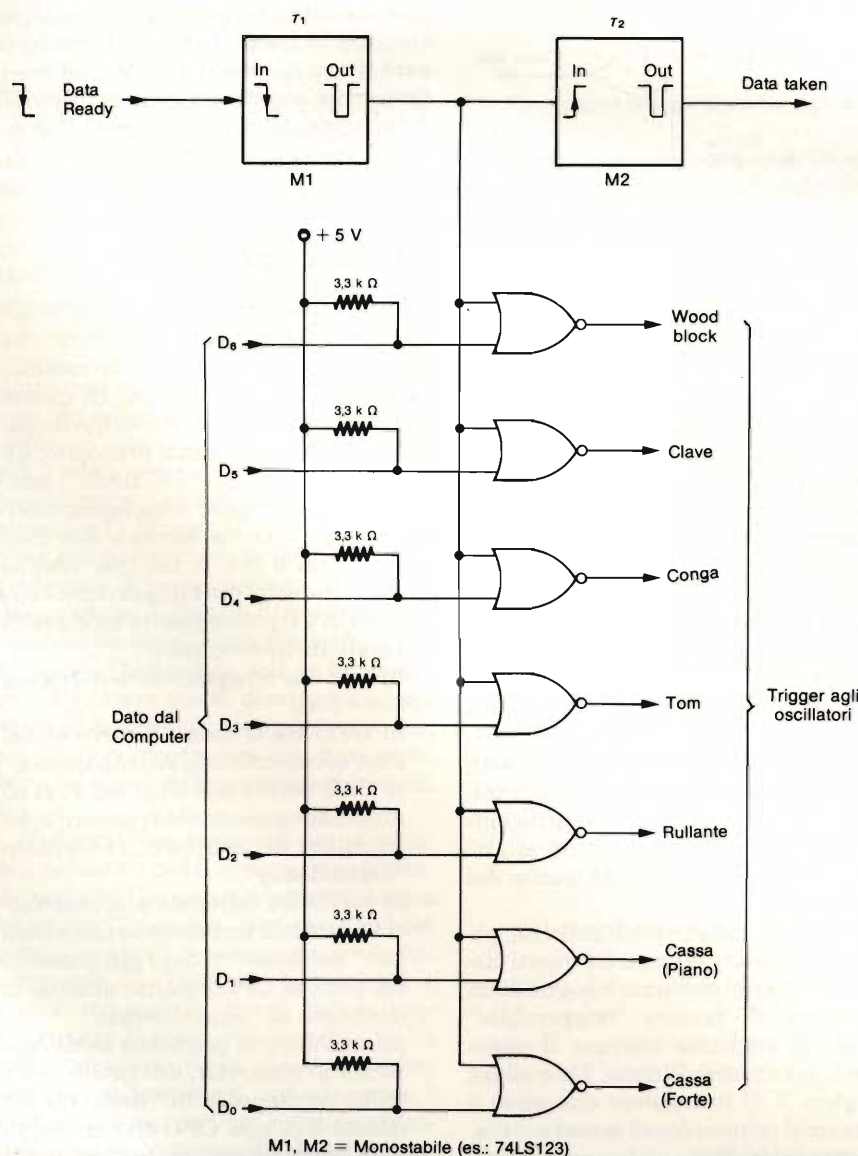 τ₁
τ₂
In
Out
In
Out
Data
Ready
Data taken
M1
M2
+ 5 V
3,3 k Ω
D₆
Wood
block
3,3 k Ω
D₅
Clave
3,3 k Ω
D₄
Conga
3,3 k Ω
D₃
Tom
Dato dal
Computer
Trigger agli
oscillatori
3,3 k Ω
D₂
Rullante
3,3 k Ω
D₁
Cassa
(Piano)
3,3 k Ω
D₀
Cassa
(Forte)
M1, M2 = Monostabile (es.: 74LS123)